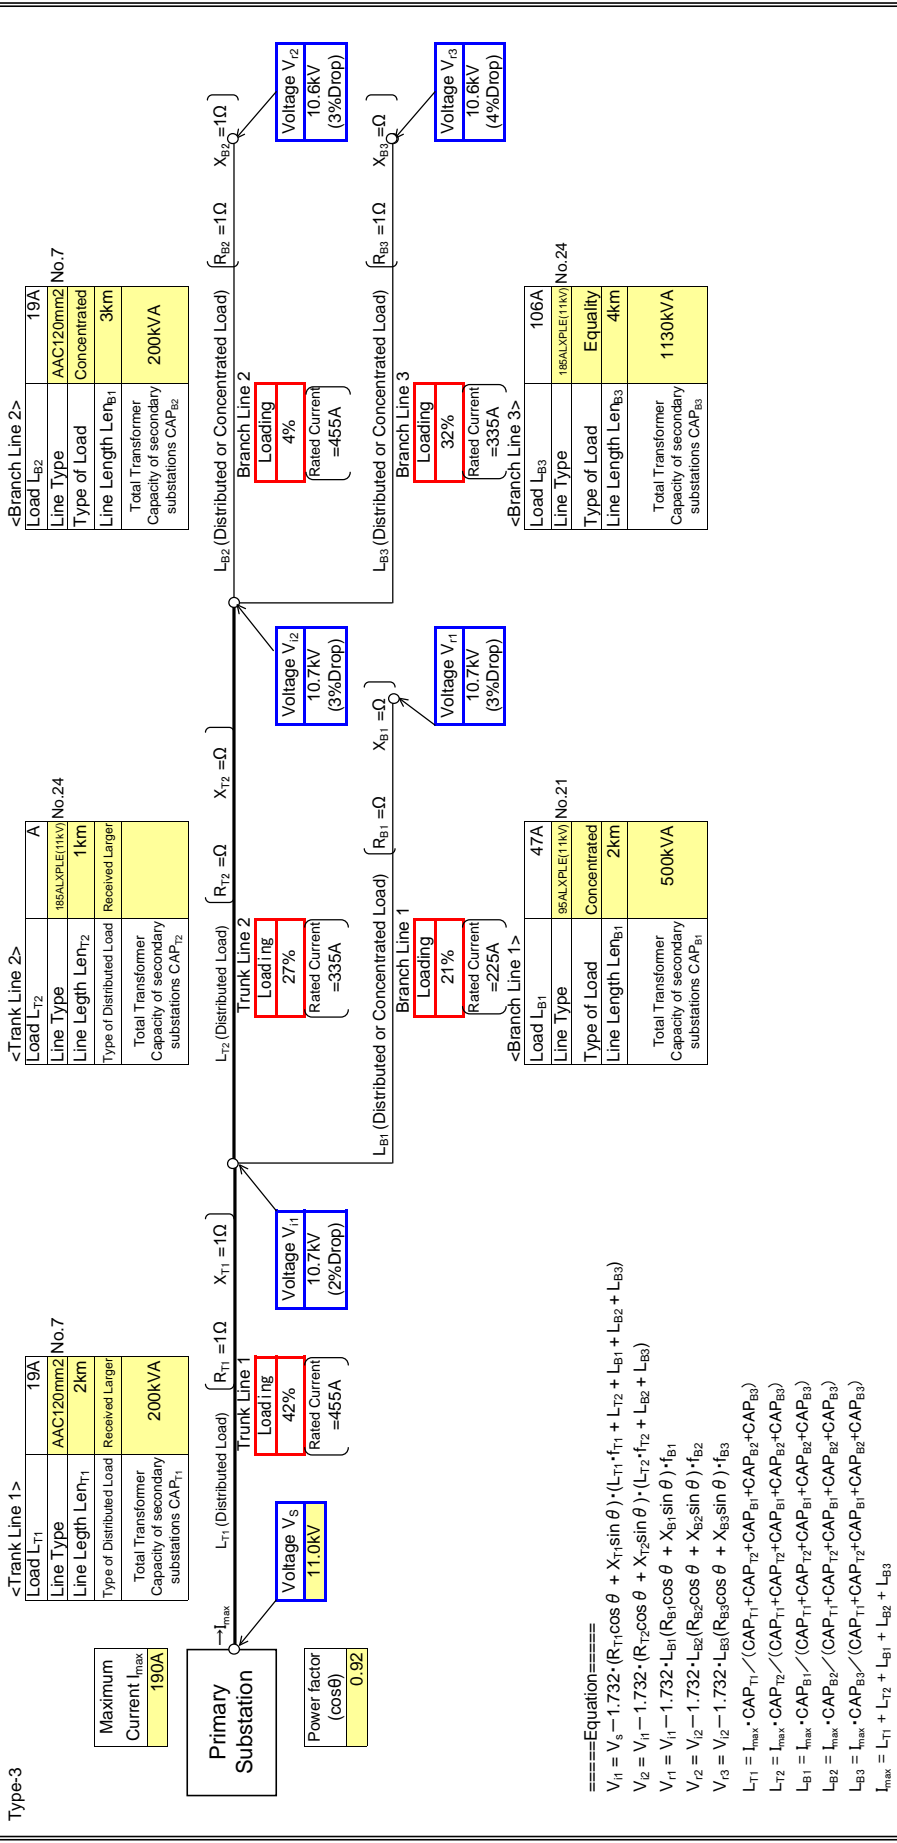 Type-3
Maximum
Current Imax
190A
Primary
Substation
Power factor
(cosθ)
0.92
→Imax
Voltage VS
11.0kV
<Trank Line 1>
Load LT1 19A
Line Type AAC120mm2 No.7
Line Legth LenT1 2km
Type of Distributed Load Received Larger
Total Transformer
Capacity of secondary
substations CAPT1
200kVA
LT1 (Distributed Load) (RT1 =1Ω XT1 =1Ω)
Trunk Line 1
Loading
42%
Rated Current
=455A
Voltage Vi1
10.7kV
(2%Drop)
<Trank Line 2>
Load LT2 A
Line Type 185ALXPLE(11kV) No.24
Line Legth LenT2 1km
Type of Distributed Load Received Larger
Total Transformer
Capacity of secondary
substations CAPT2
LT2 (Distributed Load) (RT2 =Ω XT2 =Ω)
Trunk Line 2
Loading
27%
Rated Current
=335A
Voltage Vi2
10.7kV
(3%Drop)
LB1 (Distributed or Concentrated Load) (RB1 =Ω XB1 =Ω)
Branch Line 1
Loading
21%
Rated Current
=225A
Voltage Vr1
10.7kV
(3%Drop)
<Branch Line 1>
Load LB1 47A
Line Type 95ALXPLE(11kV) No.21
Type of Load Concentrated
Line Length LenB1 2km
Total Transformer
Capacity of secondary
substations CAPB1
500kVA
<Branch Line 2>
Load LB2 19A
Line Type AAC120mm2 No.7
Type of Load Concentrated
Line Length LenB1 3km
Total Transformer
Capacity of secondary
substations CAPB2
200kVA
LB2 (Distributed or Concentrated Load) (RB2 =1Ω XB2 =1Ω)
Branch Line 2
Loading
4%
Rated Current
=455A
Voltage Vr2
10.6kV
(3%Drop)
LB3 (Distributed or Concentrated Load) (RB3 =1Ω XB3 =Ω)
Branch Line 3
Loading
32%
Rated Current
=335A
Voltage Vr3
10.6kV
(4%Drop)
<Branch Line 3>
Load LB3 106A
Line Type 185ALXPLE(11kV) No.24
Type of Load Equality
Line Length LenB3 4km
Total Transformer
Capacity of secondary
substations CAPB3
1130kVA
=====Equation=====
Vi1 = Vs－1.732・(RT1cos θ + XT1sin θ)・(LT1・fT1 + LT2 + LB1 + LB2 + LB3)
Vi2 = Vi1－1.732・(RT2cos θ + XT2sin θ)・(LT2・fT2 + LB2 + LB3)
Vr1 = Vi1－1.732・LB1(RB1cos θ + XB1sin θ)・fB1
Vr2 = Vi2－1.732・LB2(RB2cos θ + XB2sin θ)・fB2
Vr3 = Vi2－1.732・LB3(RB3cos θ + XB3sin θ)・fB3
LT1 = Imax・CAPT1／(CAPT1+CAPT2+CAPB1+CAPB2+CAPB3)
LT2 = Imax・CAPT2／(CAPT1+CAPT2+CAPB1+CAPB2+CAPB3)
LB1 = Imax・CAPB1／(CAPT1+CAPT2+CAPB1+CAPB2+CAPB3)
LB2 = Imax・CAPB2／(CAPT1+CAPT2+CAPB1+CAPB2+CAPB3)
LB3 = Imax・CAPB3／(CAPT1+CAPT2+CAPB1+CAPB2+CAPB3)
Imax = LT1 + LT2 + LB1 + LB2 + LB3